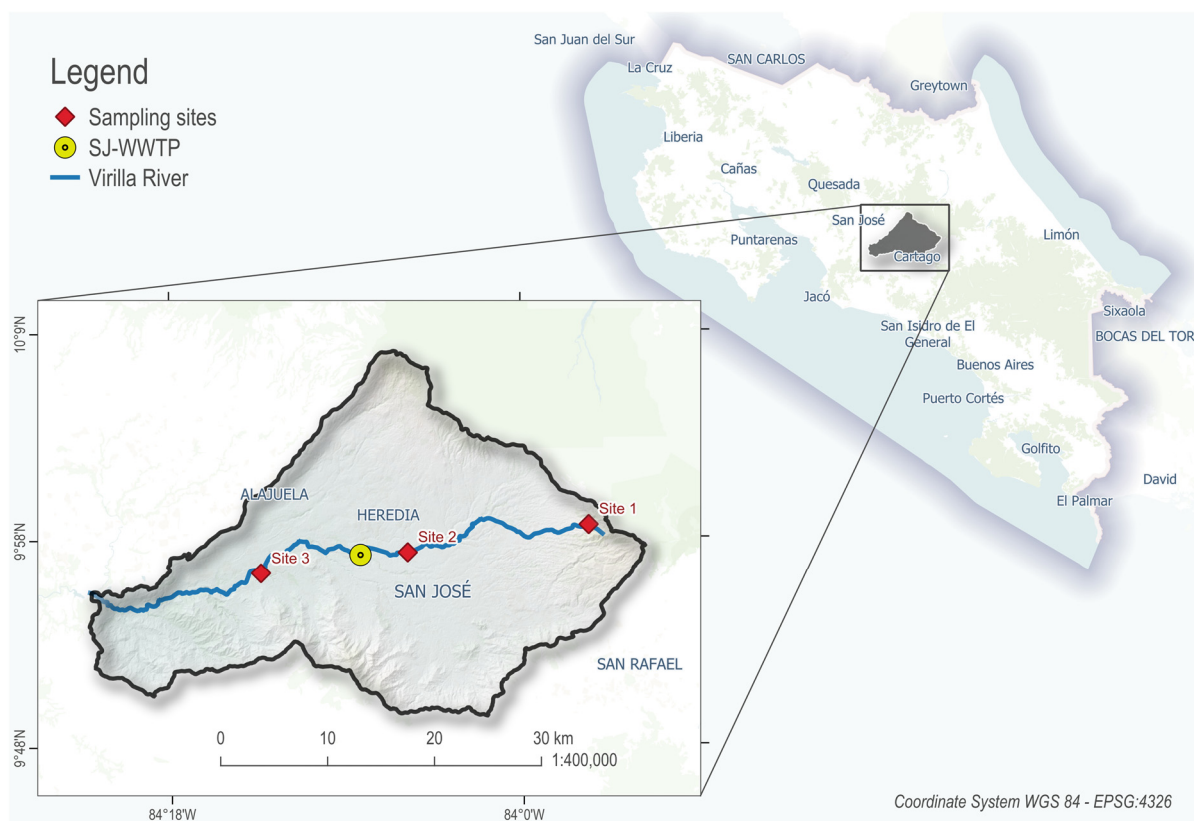 Legend
Sampling sites
SJ-WWTP
Virilla River
San Juan del Sur
SAN CARLOS
La Cruz
Greytown
Liberia
Cañas
Quesada
San José
Puntarenas
Limón
Cartago
Jacó
Sixaola
San Isidro de El
General
BOCAS DEL TOR
Buenos Aires
Puerto Cortés
Golfito
David
El Palmar
10°9'N
9°58'N
9°48'N
ALAJUELA
HEREDIA
Site 1
Site 2
Site 3
SAN JOSÉ
SAN RAFAEL
0 10 20 30 km
1:400,000
84°18'W 84°0'W
Coordinate System WGS 84 - EPSG:4326